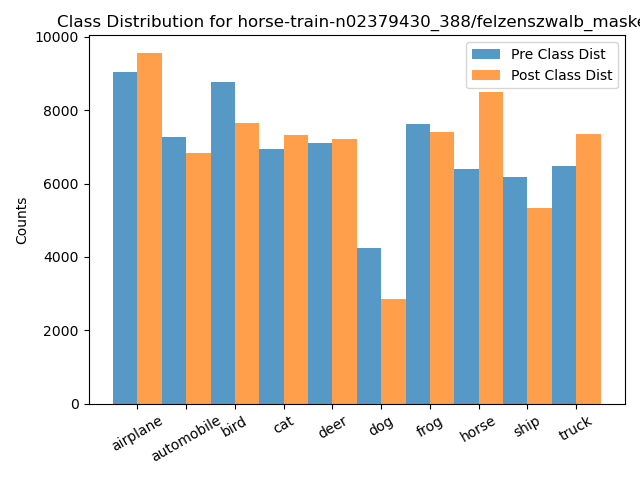 Class Distribution for horse-train-n02379430_388/felzenszwalb_maske
Pre Class Dist
Post Class Dist
Counts
10000
8000
6000
4000
2000
0
airplane
automobile
bird
cat
deer
dog
frog
horse
ship
truck